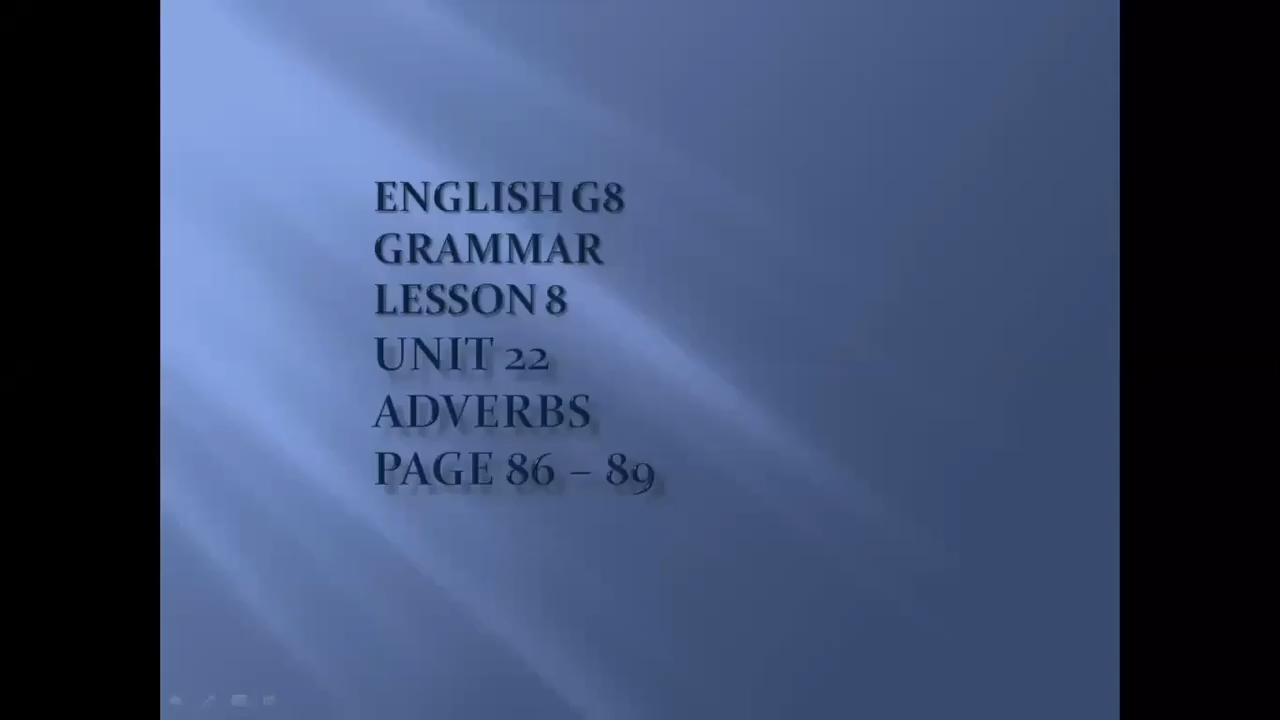 ENGLISH G8
GRAMMAR
LESSON 8
UNIT 22
ADVERBS
PAGE 86 – 89